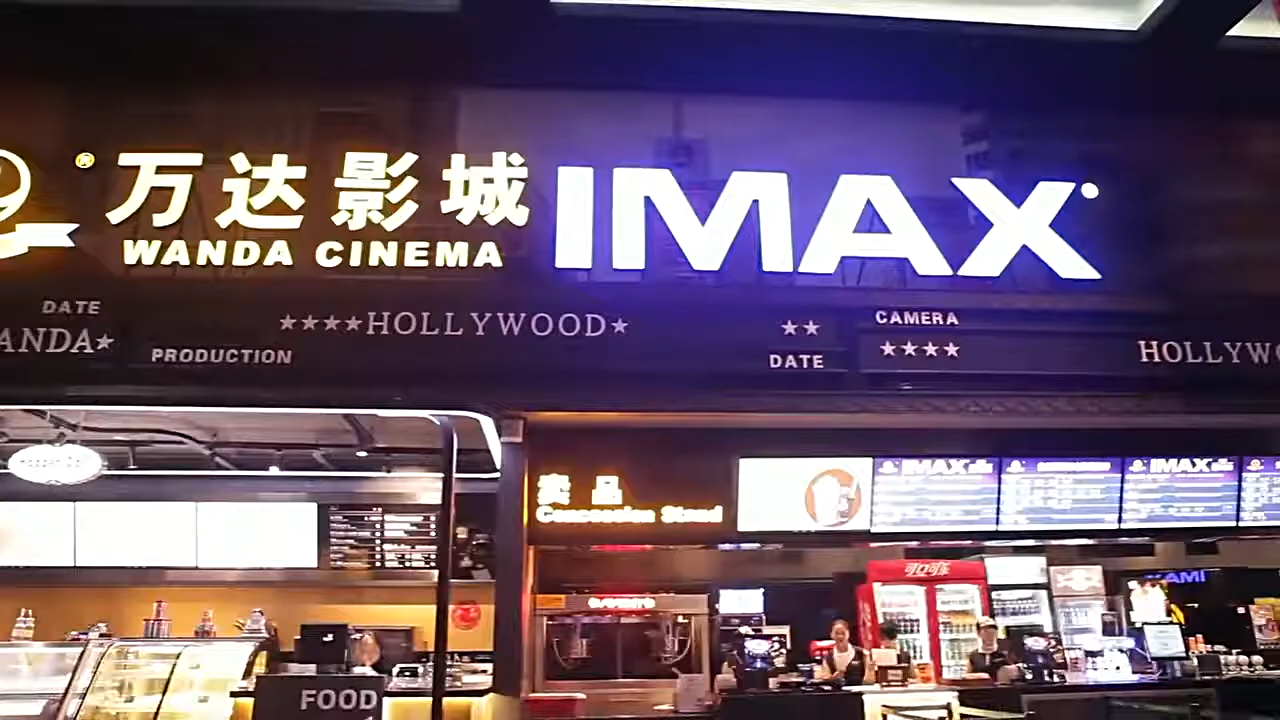 ®
万达影城 IMAX
WANDA CINEMA
DATE
ANDA★
PRODUCTION
★★★★HOLLYWOOD★
★★
DATE
CAMERA
★★★★
HOLLYWO
卖品
Concession Stand
IMAX
IMAX
可口可乐
FOOD